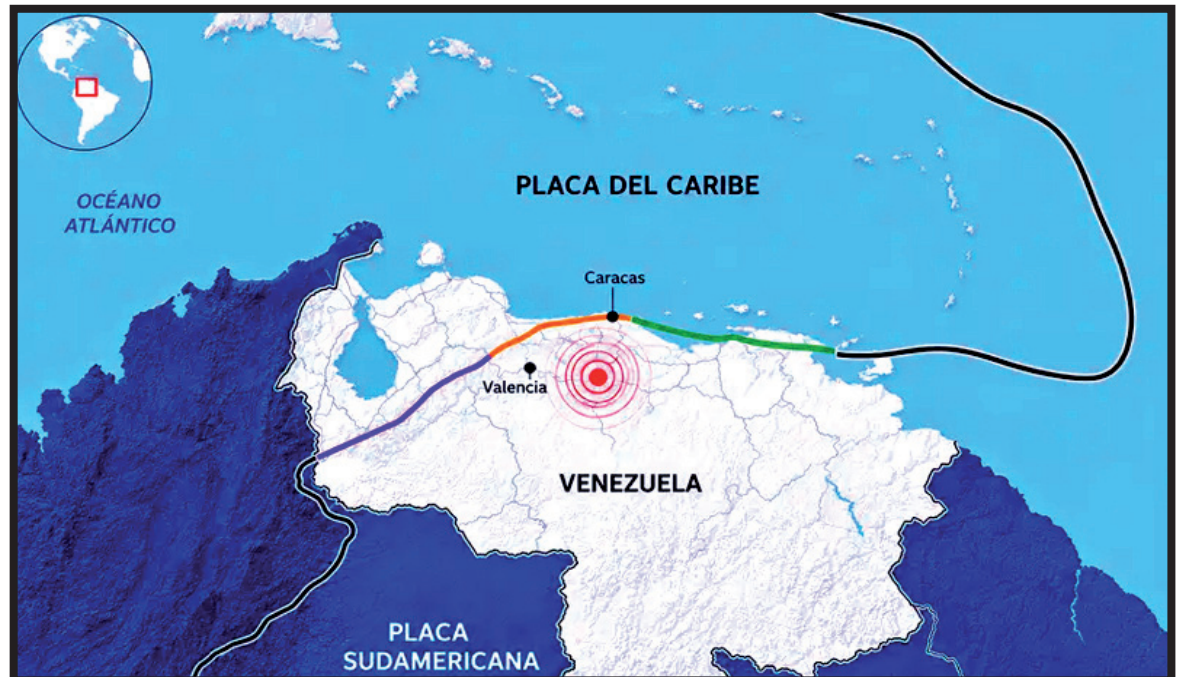 OCÉANO
ATLÁNTICO
PLACA DEL CARIBE
Caracas
Valencia
VENEZUELA
PLACA
SUDAMERICANA